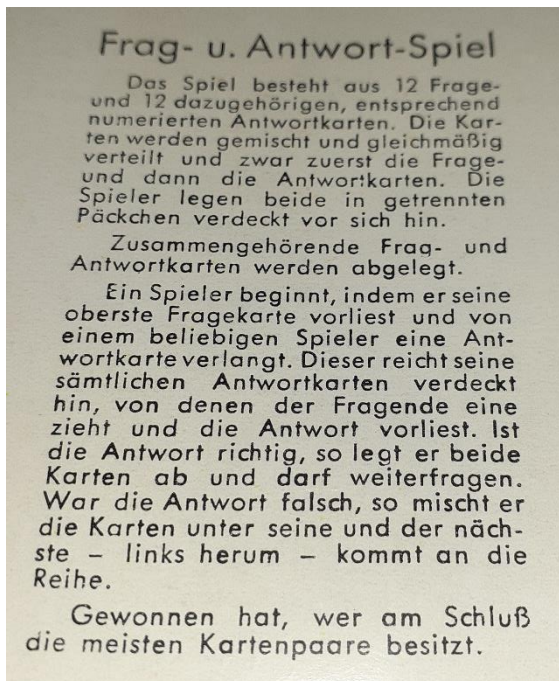 Frag- u. Antwort-Spiel
Das Spiel besteht aus 12 Frage-
und 12 dazugehörigen, entsprechend
numerierten Antwortkarten. Die Kar-
ten werden gemischt und gleichmäßig
verteilt und zwar zuerst die Frage-
und dann die Antwortkarten. Die
Spieler legen beide in getrennten
Päckchen verdeckt vor sich hin.
Zusammengehörende Frag- und
Antwortkarten werden abgelegt.
Ein Spieler beginnt, indem er seine
oberste Fragekarte vorliest und von
einem beliebigen Spieler eine Ant-
wortkarte verlangt. Dieser reicht seine
sämtlichen Antwortkarten verdeckt
hin, von denen der Fragende eine
zieht und die Antwort vorliest. Ist
die Antwort richtig, so legt er beide
Karten ab und darf weiterfragen.
War die Antwort falsch, so mischt er
die Karten unter seine und der näch-
ste – links herum – kommt an die
Reihe.
Gewonnen hat, wer am Schluß
die meisten Kartenpaare besitzt.